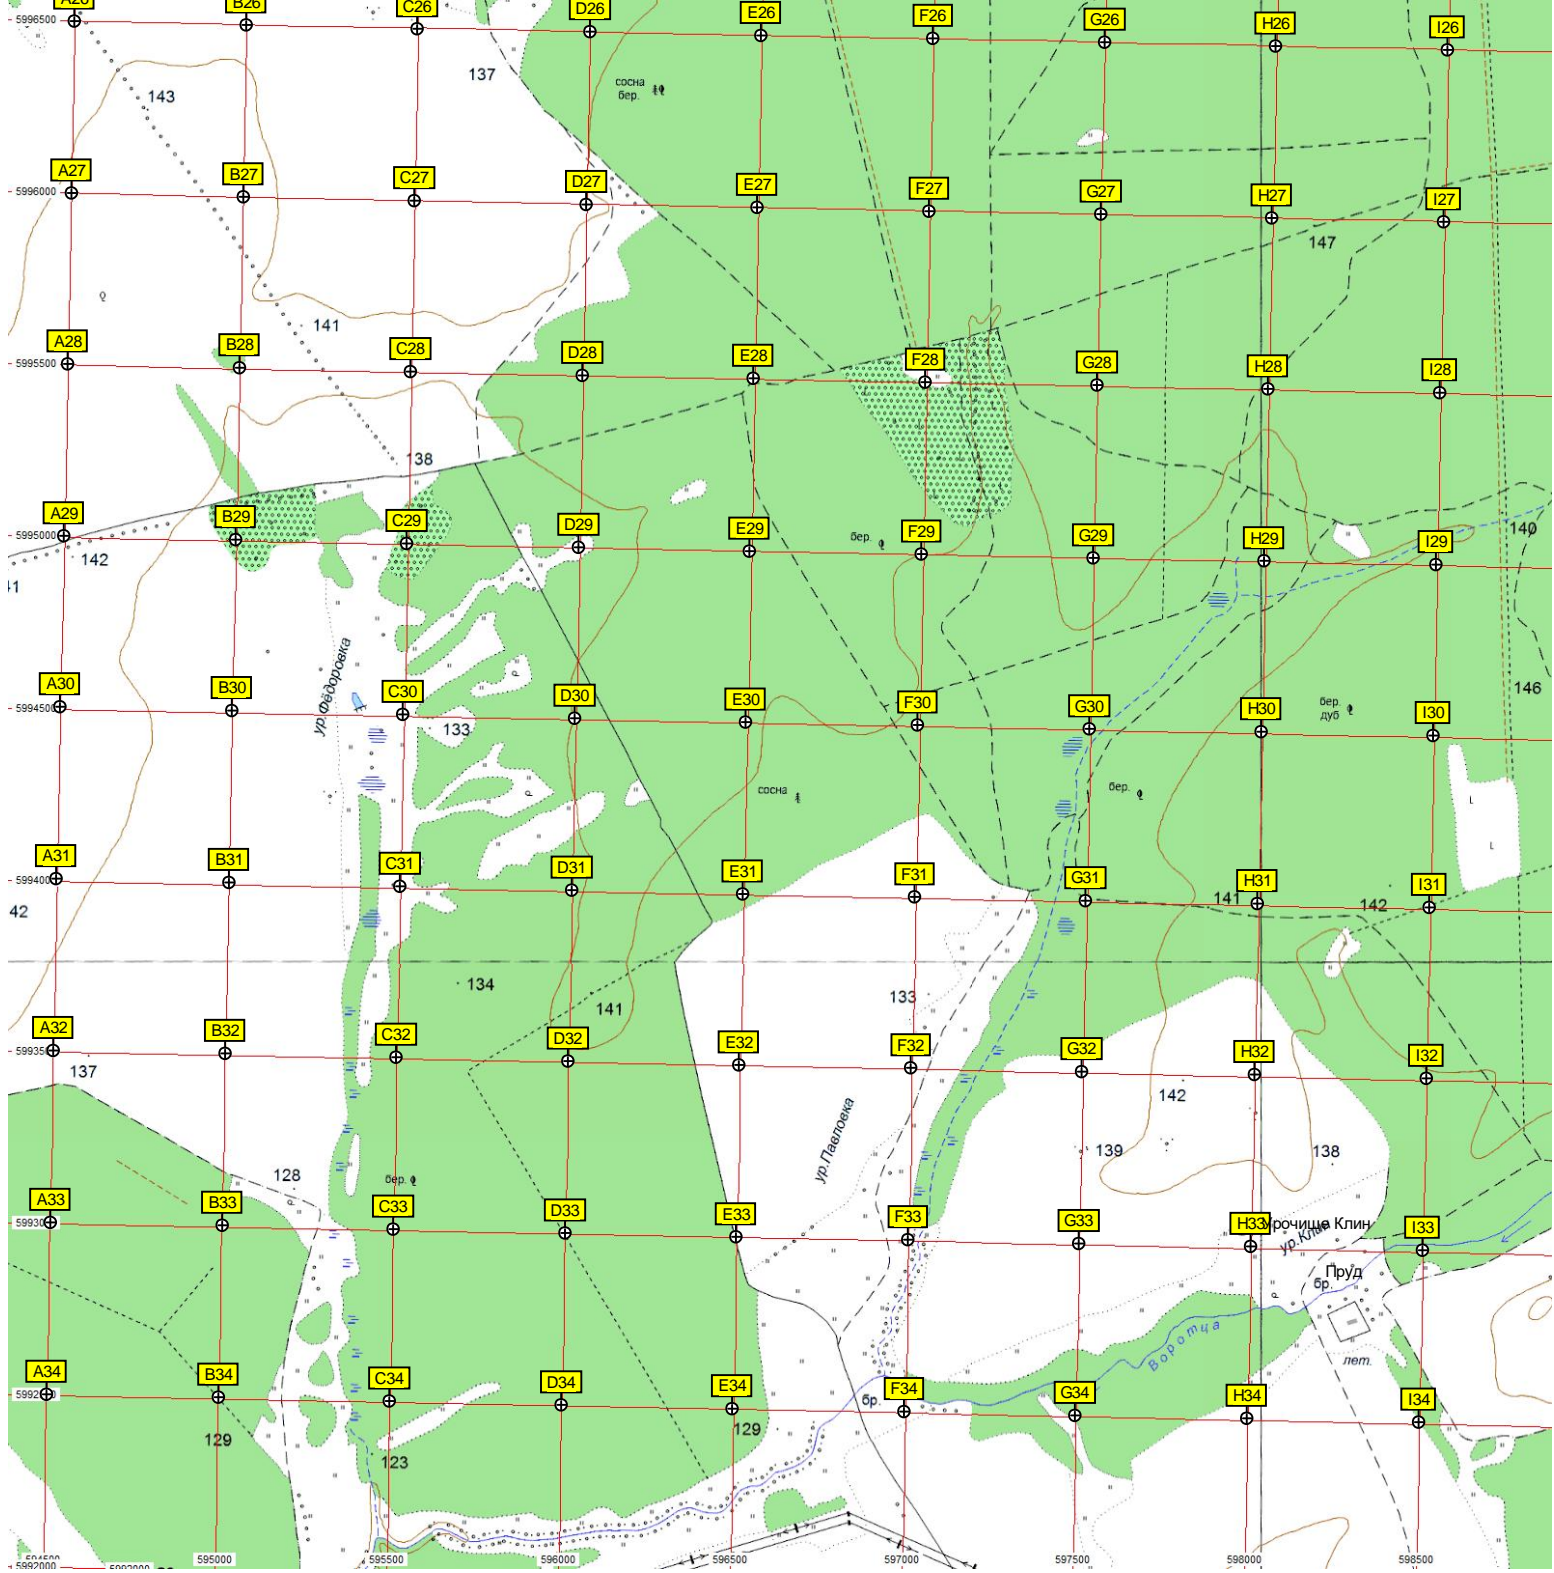 A26 B26 C26 D26 E26 F26 G26 H26 I26
5996500
137
сосна
бер.
143
A27 B27 C27 D27 E27 F27 G27 H27 I27
5996000
147
141
A28 B28 C28 D28 E28 F28 G28 H28 I28
5995500
138
A29 B29 C29 D29 E29 F29 G29 H29 I29
5995000
140
бер.
142
41
ур.Фёдоровка
A30 B30 C30 D30 E30 F30 G30 H30 I30
5994500
146
бер.
дуб
133
сосна
бер.
A31 B31 C31 D31 E31 F31 G31 H31 I31
599400
42
141
142
134
133
141
A32 B32 C32 D32 E32 F32 G32 H32 I32
599350
137
142
ур.Павловка
139
138
128
бер.
A33 B33 C33 D33 E33 F33 G33 H33 I33
599300
Урочище Клин
ур.Клин
Пруд
бр.
Воротца
лет.
A34 B34 C34 D34 E34 F34 G34 H34 I34
бр.
129
129
123
594500 595000 595500 596000 596500 597000 597500 598000 598500
5992000
5992000